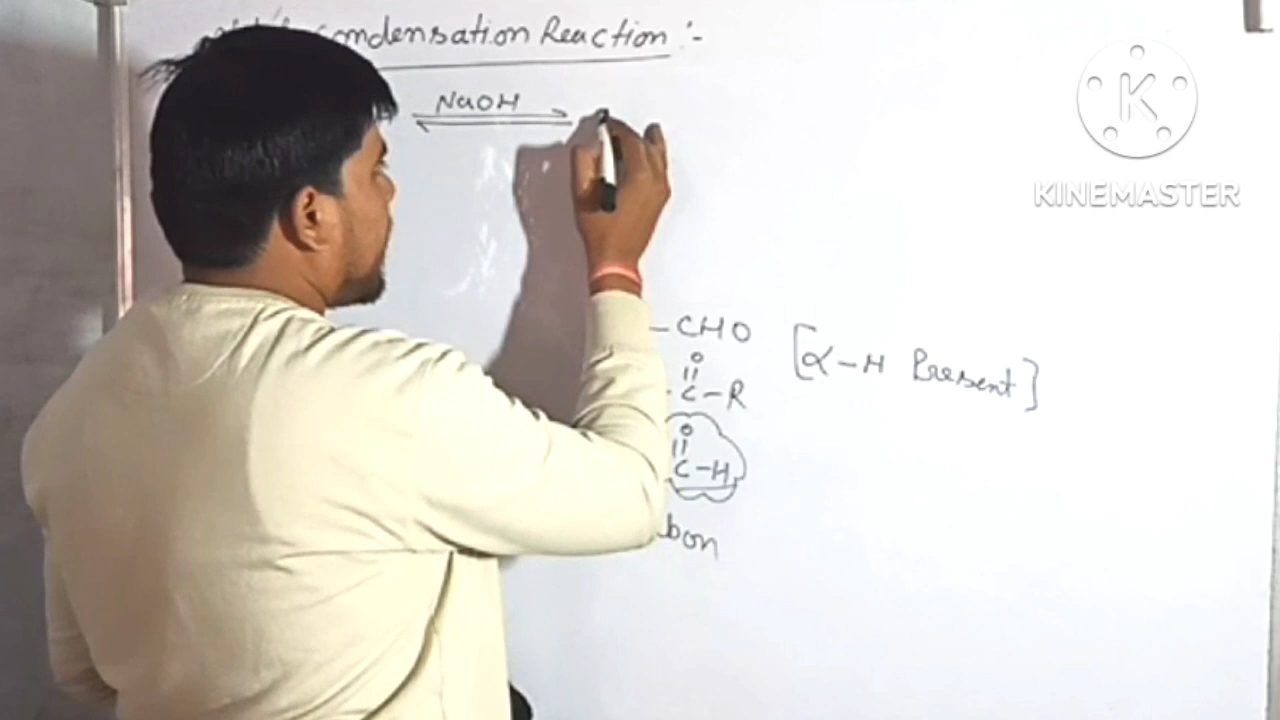 condensation Reaction :-
NaOH
- CHO [α-H Present]
O
||
- C - R
O
||
C - H
bon
K
KINEMASTER